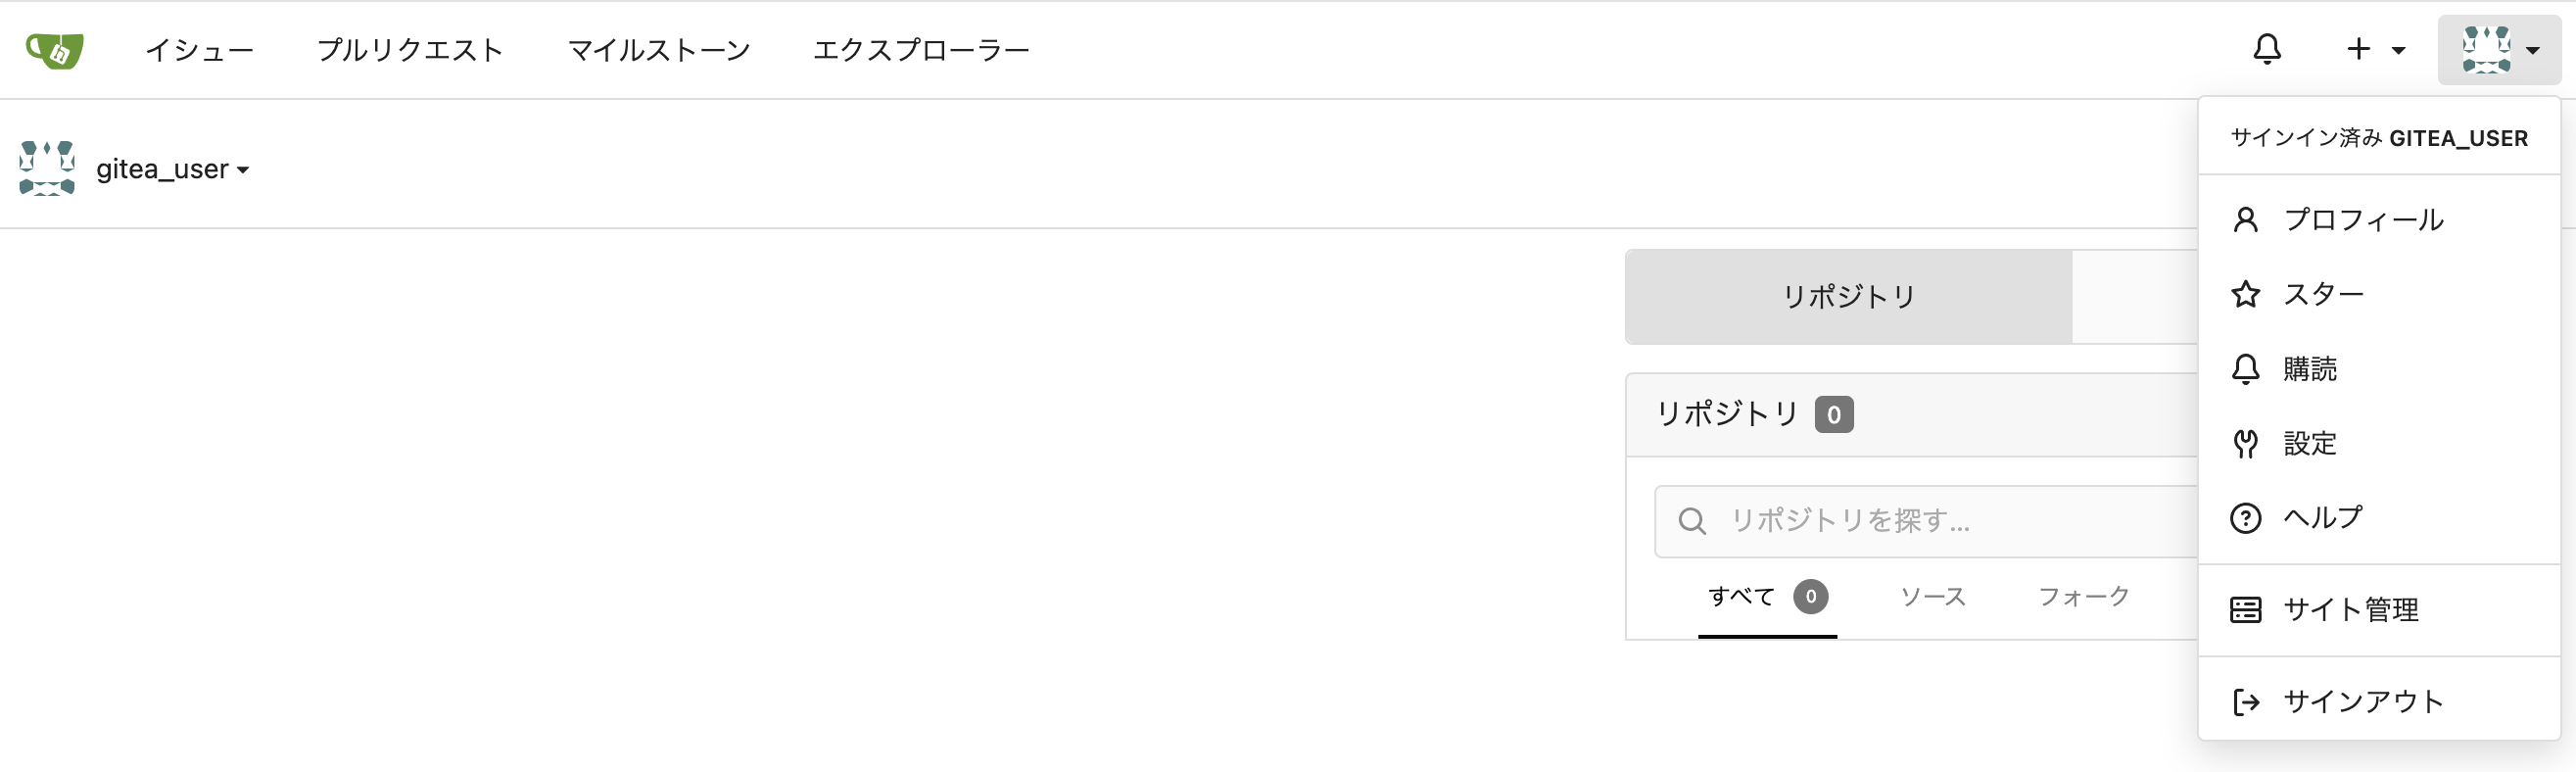 イシュー プルリクエスト マイルストーン エクスプローラー
gitea_user
サインイン済み GITEA_USER
プロフィール
スター
購読
設定
ヘルプ
サイト管理
サインアウト
リポジトリ
リポジトリ 0
リポジトリを探す...
すべて 0 ソース フォーク